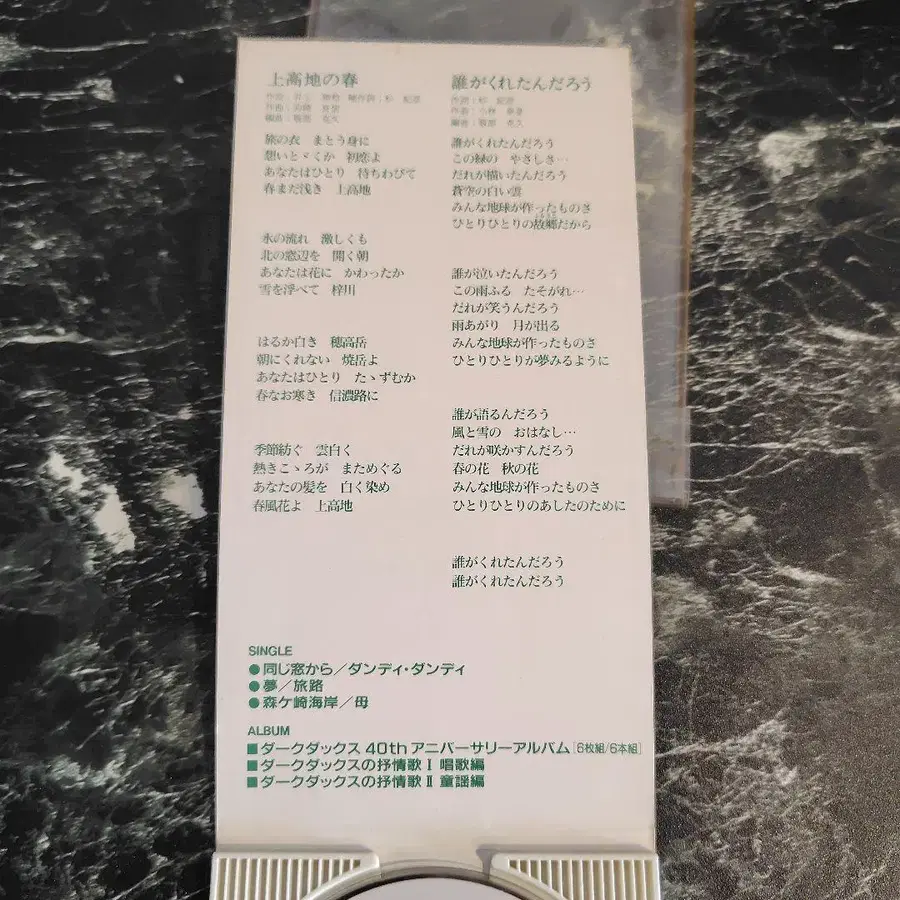 上高地の春
旅の衣　まとう身に
想いとゞくか　初恋よ
あなたはひとり　待ちわびて
春まだ浅き　上高地
氷の流れ　激しくも
北の窓辺を　開く朝
あなたは花に　かわったか
雪を浮べて　梓川
はるか白き　穂高岳
朝にくれない　焼岳よ
あなたはひとり　たゝずむか
春なお寒き　信濃路に
季節紡ぐ　雲白く
熱きこゝろが　まためぐる
あなたの髪を　白く染め
春風花よ　上高地
誰がくれたんだろう
誰がくれたんだろう
この緑の　やさしさ…
だれが描いたんだろう
蒼空の白い雲
みんな地球が作ったものさ
ひとりひとりの故郷だから
誰が泣いたんだろう
この雨ふる　たそがれ…
だれが笑うんだろう
雨あがり　月が出る
みんな地球が作ったものさ
ひとりひとりが夢みるように
誰が語るんだろう
風と雪の　おはなし…
だれが咲かすんだろう
春の花　秋の花
みんな地球が作ったものさ
ひとりひとりのあしたのために
誰がくれたんだろう
誰がくれたんだろう
SINGLE
●同じ窓から／ダンディ・ダンディ
●夢／旅路
●森ケ崎海岸／母
ALBUM
■ダークダックス 40th アニバーサリーアルバム［6枚組/6本組］
■ダークダックスの抒情歌Ⅰ 唱歌編
■ダークダックスの抒情歌Ⅱ 童謡編